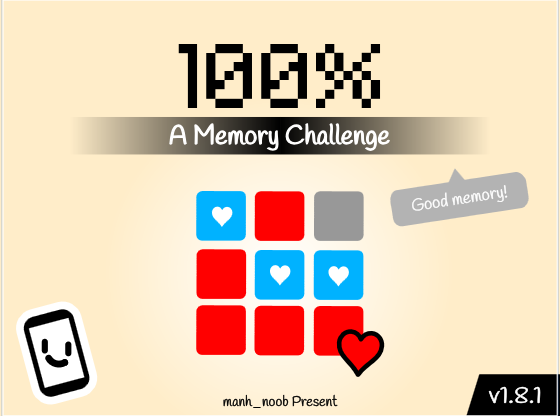 100%
A Memory Challenge
Good memory!
manh_noob Present
v1.8.1